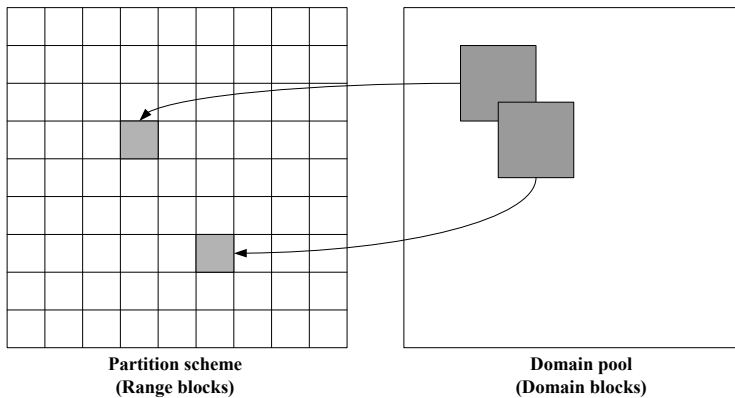 Partition scheme
(Range blocks)
Domain pool
(Domain blocks)